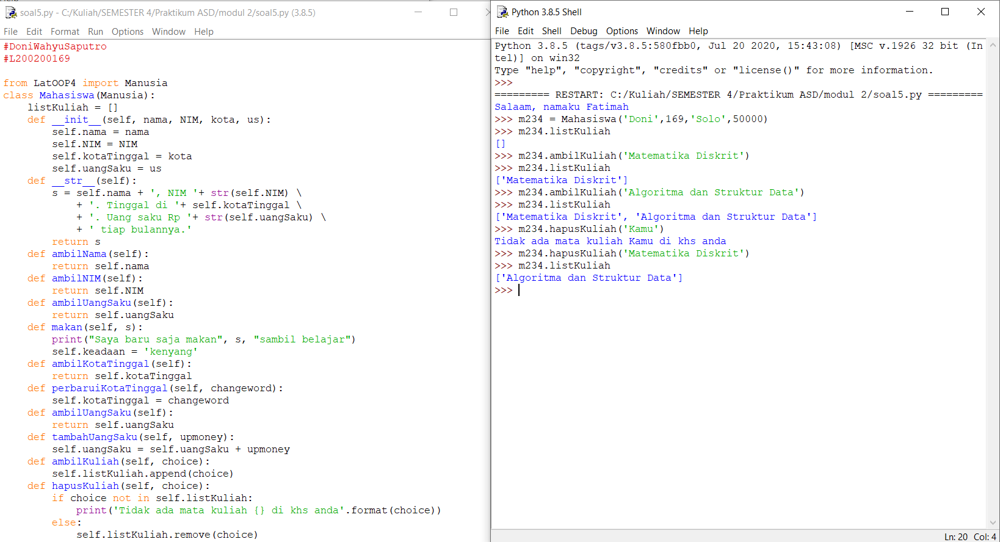 soal5.py - C:/Kuliah/SEMESTER 4/Praktikum ASD/modul 2/soal5.py (3.8.5)
File Edit Format Run Options Window Help
#DoniWahyuSaputro
#L200200169
from LatOOP4 import Manusia
class Mahasiswa(Manusia):
    listKuliah = []
    def __init__(self, nama, NIM, kota, us):
        self.nama = nama
        self.NIM = NIM
        self.kotaTinggal = kota
        self.uangSaku = us
    def __str__(self):
        s = self.nama + ', NIM '+ str(self.NIM) \
            + '. Tinggal di '+ self.kotaTinggal \
            + '. Uang saku Rp '+ str(self.uangSaku) \
            + ' tiap bulannya.'
        return s
    def ambilNama(self):
        return self.nama
    def ambilNIM(self):
        return self.NIM
    def ambilUangSaku(self):
        return self.uangSaku
    def makan(self, s):
        print("Saya baru saja makan", s, "sambil belajar")
        self.keadaan = 'kenyang'
    def ambilKotaTinggal(self):
        return self.kotaTinggal
    def perbaruiKotaTinggal(self, changeword):
        self.kotaTinggal = changeword
    def ambilUangSaku(self):
        return self.uangSaku
    def tambahUangSaku(self, upmoney):
        self.uangSaku = self.uangSaku + upmoney
    def ambilKuliah(self, choice):
        self.listKuliah.append(choice)
    def hapusKuliah(self, choice):
        if choice not in self.listKuliah:
            print('Tidak ada mata kuliah {} di khs anda'.format(choice))
        else:
            self.listKuliah.remove(choice)
Python 3.8.5 Shell
File Edit Shell Debug Options Window Help
Python 3.8.5 (tags/v3.8.5:580fbb0, Jul 20 2020, 15:43:08) [MSC v.1926 32 bit (In
tel)] on win32
Type "help", "copyright", "credits" or "license()" for more information.
>>>
========= RESTART: C:/Kuliah/SEMESTER 4/Praktikum ASD/modul 2/soal5.py =========
Salaam, namaku Fatimah
>>> m234 = Mahasiswa('Doni',169,'Solo',50000)
>>> m234.listKuliah
[]
>>> m234.ambilKuliah('Matematika Diskrit')
>>> m234.listKuliah
['Matematika Diskrit']
>>> m234.ambilKuliah('Algoritma dan Struktur Data')
>>> m234.listKuliah
['Matematika Diskrit', 'Algoritma dan Struktur Data']
>>> m234.hapusKuliah('Kamu')
Tidak ada mata kuliah Kamu di khs anda
>>> m234.hapusKuliah('Matematika Diskrit')
>>> m234.listKuliah
['Algoritma dan Struktur Data']
>>>
Ln: 20 Col: 4